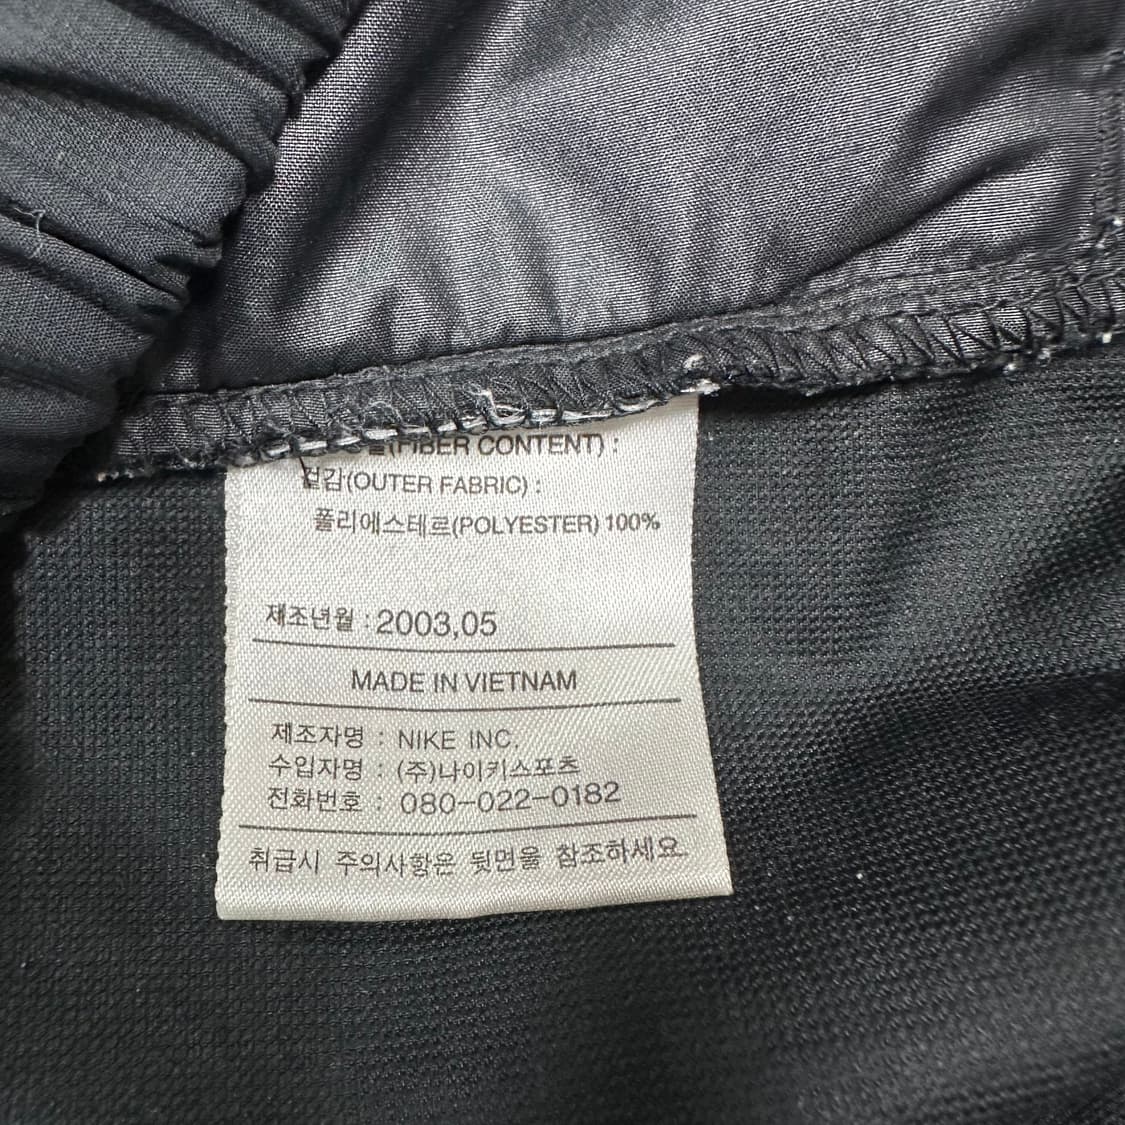 (FIBER CONTENT) :
겉감(OUTER FABRIC) :
폴리에스테르(POLYESTER) 100%
제조년월 : 2003,05
MADE IN VIETNAM
제조자명 : NIKE INC.
수입자명 : (주)나이키스포츠
전화번호 : 080-022-0182
취급시 주의사항은 뒷면을 참조하세요.